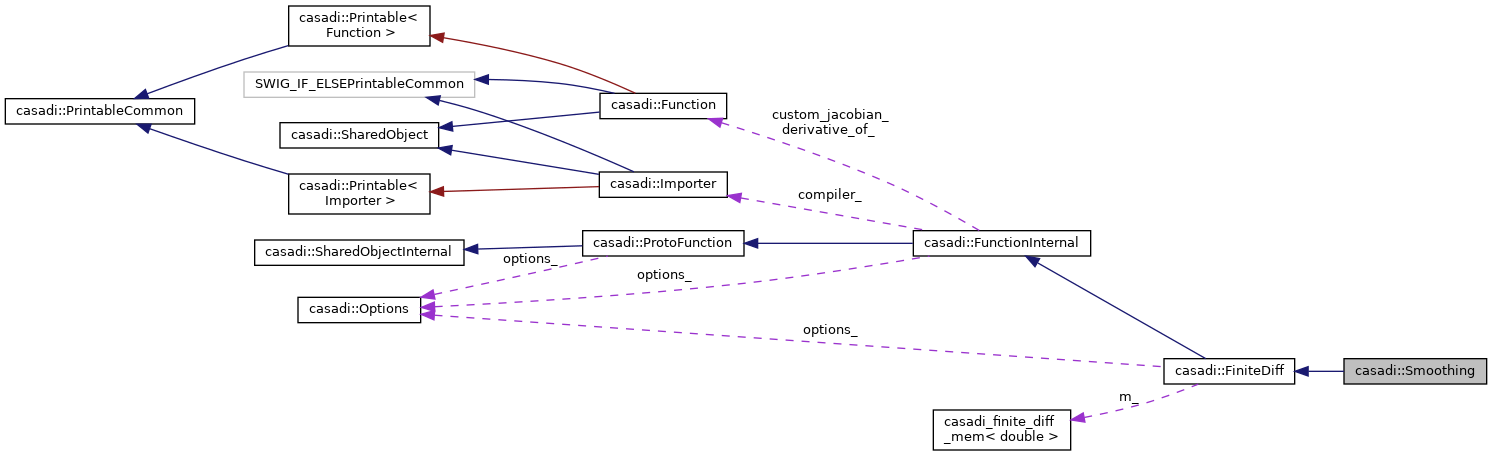 casadi::Printable<
Function >
SWIG_IF_ELSEPrintableCommon
casadi::PrintableCommon
casadi::Function
custom_jacobian_
derivative_of_
casadi::SharedObject
casadi::Printable<
Importer >
casadi::Importer
compiler_
casadi::SharedObjectInternal
casadi::ProtoFunction
casadi::FunctionInternal
options_
options_
casadi::Options
options_
casadi::FiniteDiff
casadi::Smoothing
m_
casadi_finite_diff
_mem< double >